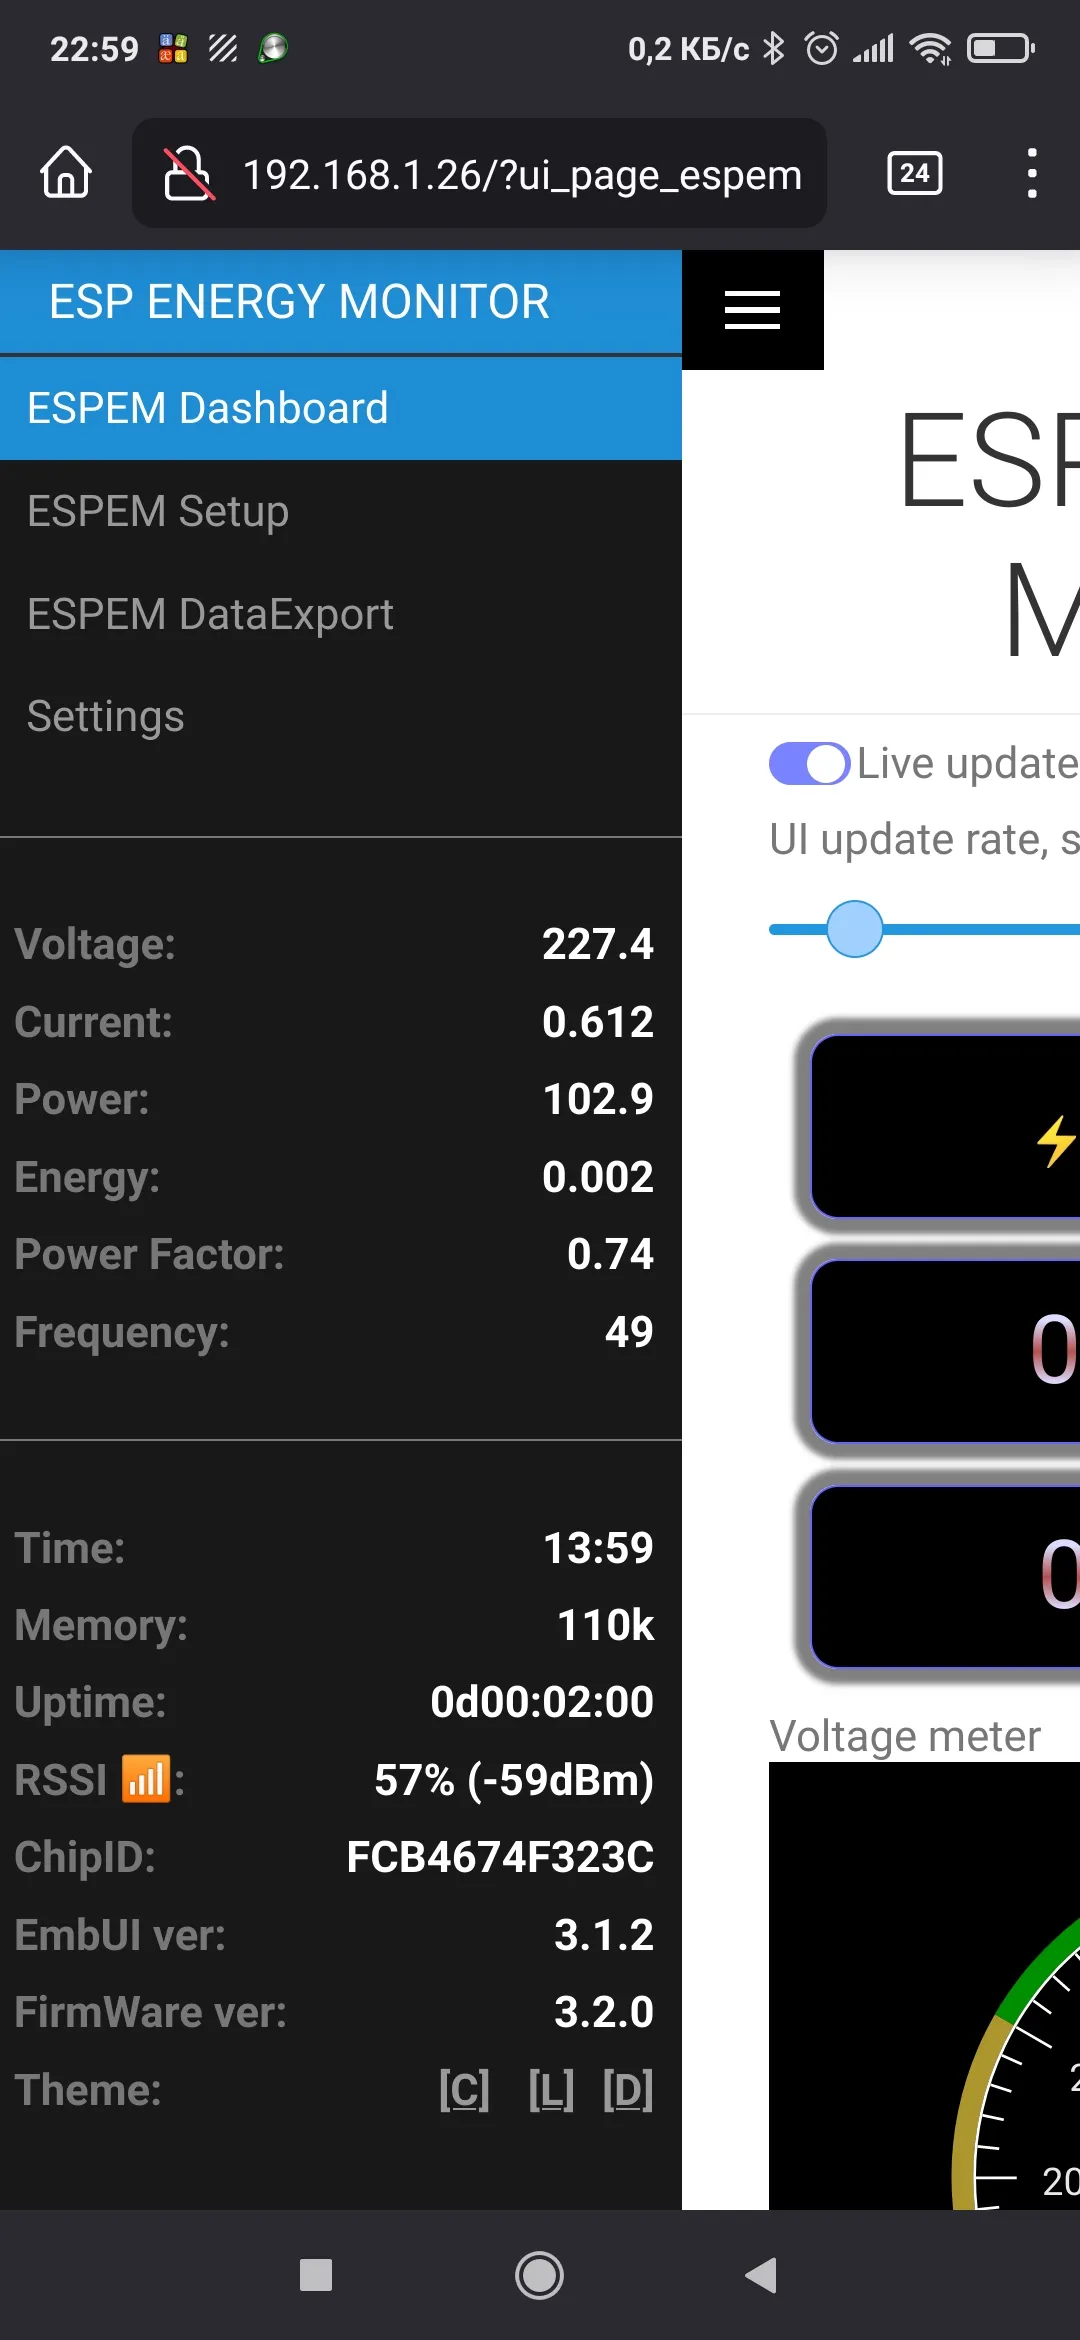 22:59
0,2 КБ/с
192.168.1.26/?ui_page_espem
24
ESP ENERGY MONITOR
ESPEM Dashboard
ESPEM Setup
ESPEM DataExport
Settings
Voltage: 227.4
Current: 0.612
Power: 102.9
Energy: 0.002
Power Factor: 0.74
Frequency: 49
Time: 13:59
Memory: 110k
Uptime: 0d00:02:00
RSSI 📶: 57% (-59dBm)
ChipID: FCB4674F323C
EmbUI ver: 3.1.2
FirmWare ver: 3.2.0
Theme: [C] [L] [D]
ESP
M
Live update
UI update rate, s
⚡
0
0
Voltage meter
2
20